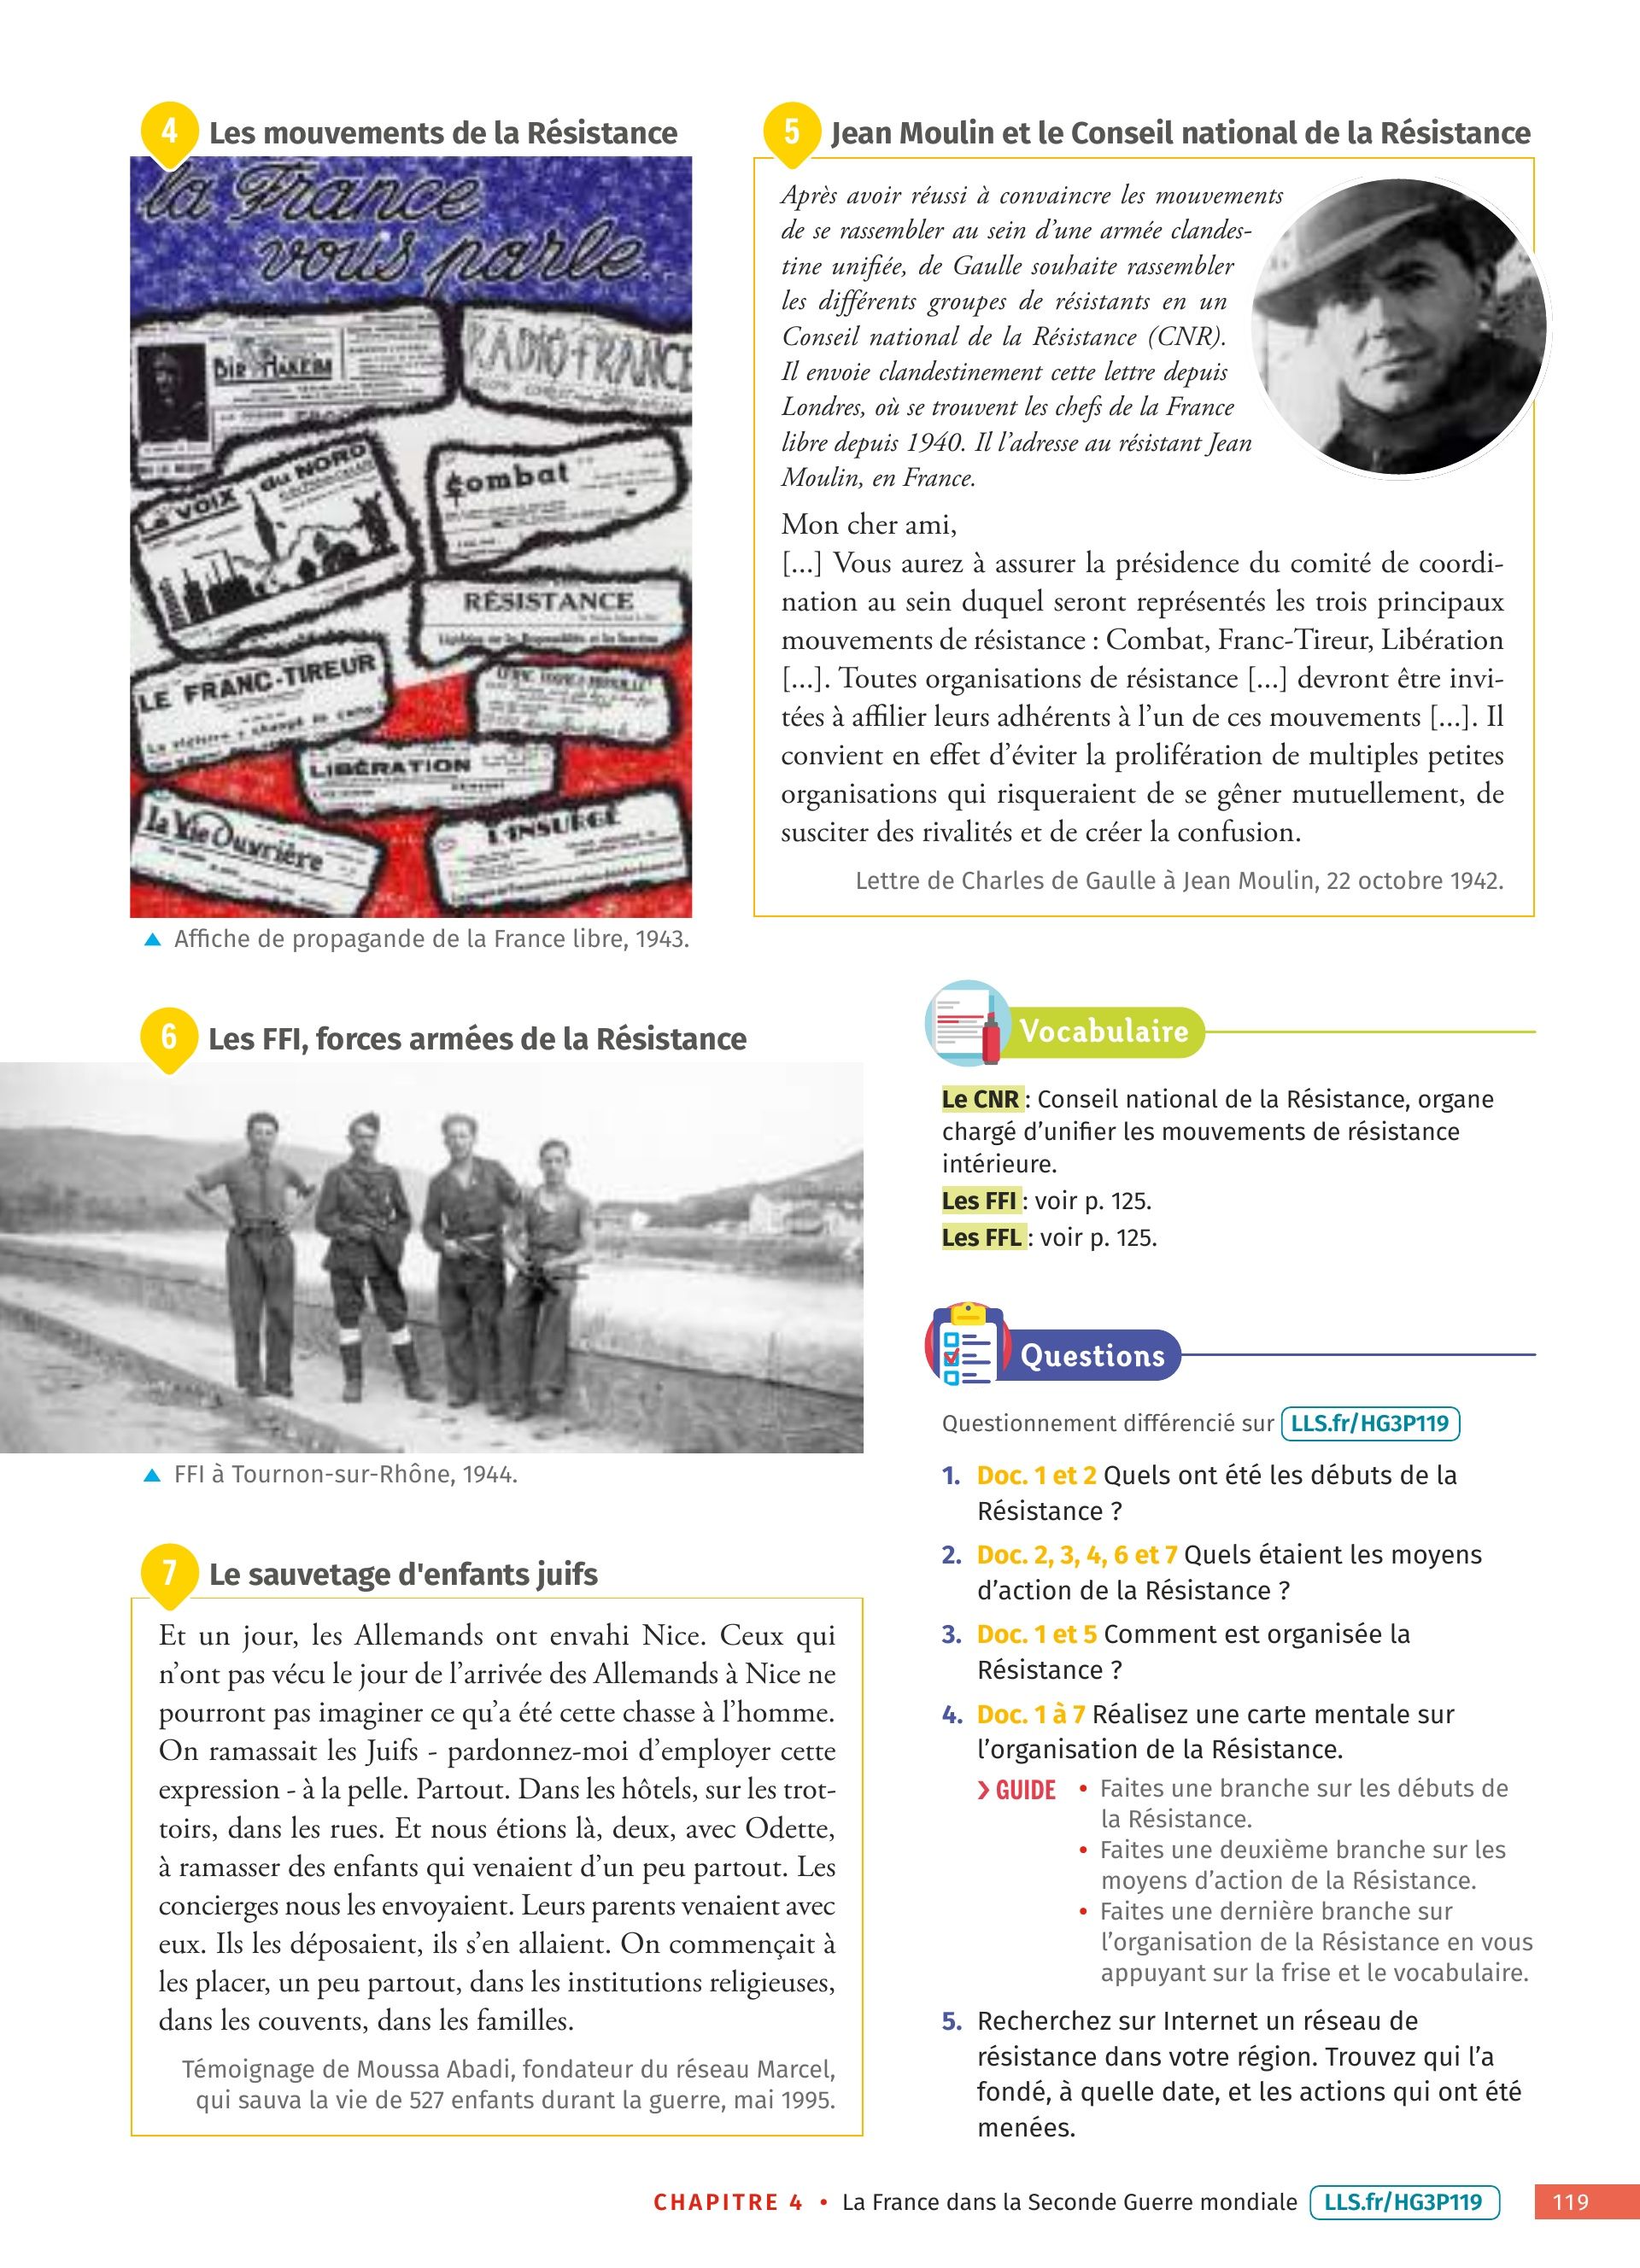 4 Les mouvements de la Résistance
la France
vous parle
BIR HAKEIM
RADIO-FRANCE
LA VOIX du NORD
Combat
RÉSISTANCE
LE FRANC-TIREUR
LIBÉRATION
La Vie Ouvrière
L'INSURGÉ
Affiche de propagande de la France libre, 1943.
5 Jean Moulin et le Conseil national de la Résistance
Après avoir réussi à convaincre les mouvements
de se rassembler au sein d’une armée clandes-
tine unifiée, de Gaulle souhaite rassembler
les différents groupes de résistants en un
Conseil national de la Résistance (CNR).
Il envoie clandestinement cette lettre depuis
Londres, où se trouvent les chefs de la France
libre depuis 1940. Il l’adresse au résistant Jean
Moulin, en France.
Mon cher ami,
[...] Vous aurez à assurer la présidence du comité de coordi-
nation au sein duquel seront représentés les trois principaux
mouvements de résistance : Combat, Franc-Tireur, Libération
[...]. Toutes organisations de résistance [...] devront être invi-
tées à affilier leurs adhérents à l’un de ces mouvements [...]. Il
convient en effet d’éviter la prolifération de multiples petites
organisations qui risqueraient de se gêner mutuellement, de
susciter des rivalités et de créer la confusion.
Lettre de Charles de Gaulle à Jean Moulin, 22 octobre 1942.
6 Les FFI, forces armées de la Résistance
FFI à Tournon-sur-Rhône, 1944.
7 Le sauvetage d'enfants juifs
Et un jour, les Allemands ont envahi Nice. Ceux qui
n’ont pas vécu le jour de l’arrivée des Allemands à Nice ne
pourront pas imaginer ce qu’a été cette chasse à l’homme.
On ramassait les Juifs - pardonnez-moi d’employer cette
expression - à la pelle. Partout. Dans les hôtels, sur les trot-
toirs, dans les rues. Et nous étions là, deux, avec Odette,
à ramasser des enfants qui venaient d’un peu partout. Les
concierges nous les envoyaient. Leurs parents venaient avec
eux. Ils les déposaient, ils s’en allaient. On commençait à
les placer, un peu partout, dans les institutions religieuses,
dans les couvents, dans les familles.
Témoignage de Moussa Abadi, fondateur du réseau Marcel,
qui sauva la vie de 527 enfants durant la guerre, mai 1995.
Vocabulaire
Le CNR : Conseil national de la Résistance, organe
chargé d’unifier les mouvements de résistance
intérieure.
Les FFI : voir p. 125.
Les FFL : voir p. 125.
Questions
Questionnement différencié sur LLS.fr/HG3P119
1. Doc. 1 et 2 Quels ont été les débuts de la
Résistance ?
2. Doc. 2, 3, 4, 6 et 7 Quels étaient les moyens
d’action de la Résistance ?
3. Doc. 1 et 5 Comment est organisée la
Résistance ?
4. Doc. 1 à 7 Réalisez une carte mentale sur
l’organisation de la Résistance.
> GUIDE • Faites une branche sur les débuts de
la Résistance.
• Faites une deuxième branche sur les
moyens d’action de la Résistance.
• Faites une dernière branche sur
l’organisation de la Résistance en vous
appuyant sur la frise et le vocabulaire.
5. Recherchez sur Internet un réseau de
résistance dans votre région. Trouvez qui l’a
fondé, à quelle date, et les actions qui ont été
menées.
CHAPITRE 4 • La France dans la Seconde Guerre mondiale LLS.fr/HG3P119 119